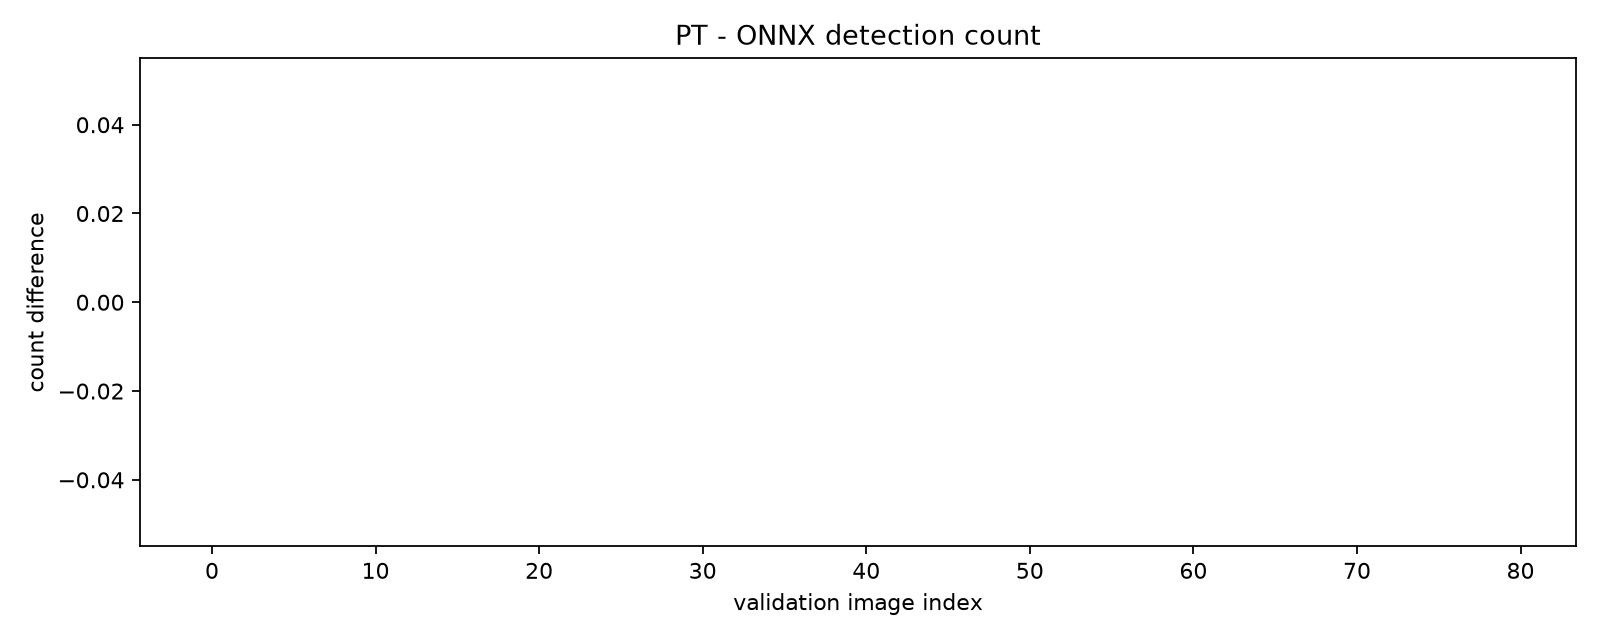 PT - ONNX detection count
count difference
0.04
0.02
0.00
−0.02
−0.04
0 10 20 30 40 50 60 70 80
validation image index